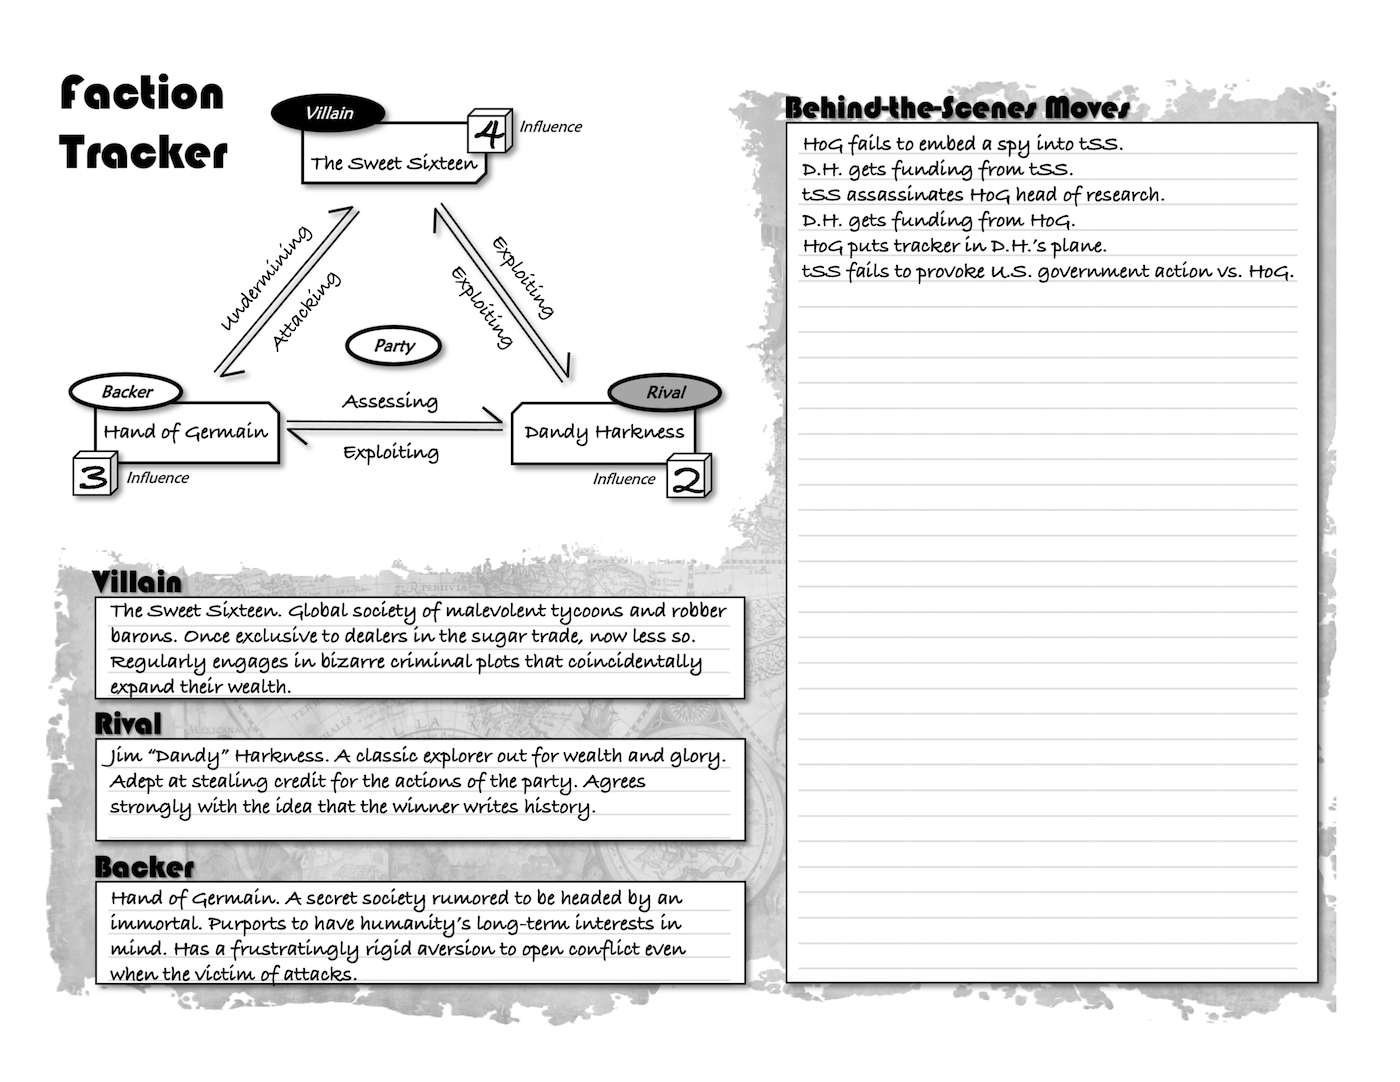 Faction
Tracker
Villain
4
Influence
The Sweet Sixteen
Undermining
Attacking
Exploiting
Exploiting
Party
Backer
Hand of Germain
3
Influence
Assessing
Exploiting
Rival
Dandy Harkness
Influence
2
Villain
The Sweet Sixteen. Global society of malevolent tycoons and robber
barons. Once exclusive to dealers in the sugar trade, now less so.
Regularly engages in bizarre criminal plots that coincidentally
expand their wealth.
Rival
Jim “Dandy” Harkness. A classic explorer out for wealth and glory.
Adept at stealing credit for the actions of the party. Agrees
strongly with the idea that the winner writes history.
Backer
Hand of Germain. A secret society rumored to be headed by an
immortal. Purports to have humanity’s long-term interests in
mind. Has a frustratingly rigid aversion to open conflict even
when the victim of attacks.
Behind-the-Scenes Moves
HoG fails to embed a spy into tSS.
D.H. gets funding from tSS.
tSS assassinates HoG head of research.
D.H. gets funding from HoG.
HoG puts tracker in D.H.’s plane.
tSS fails to provoke U.S. government action vs. HoG.